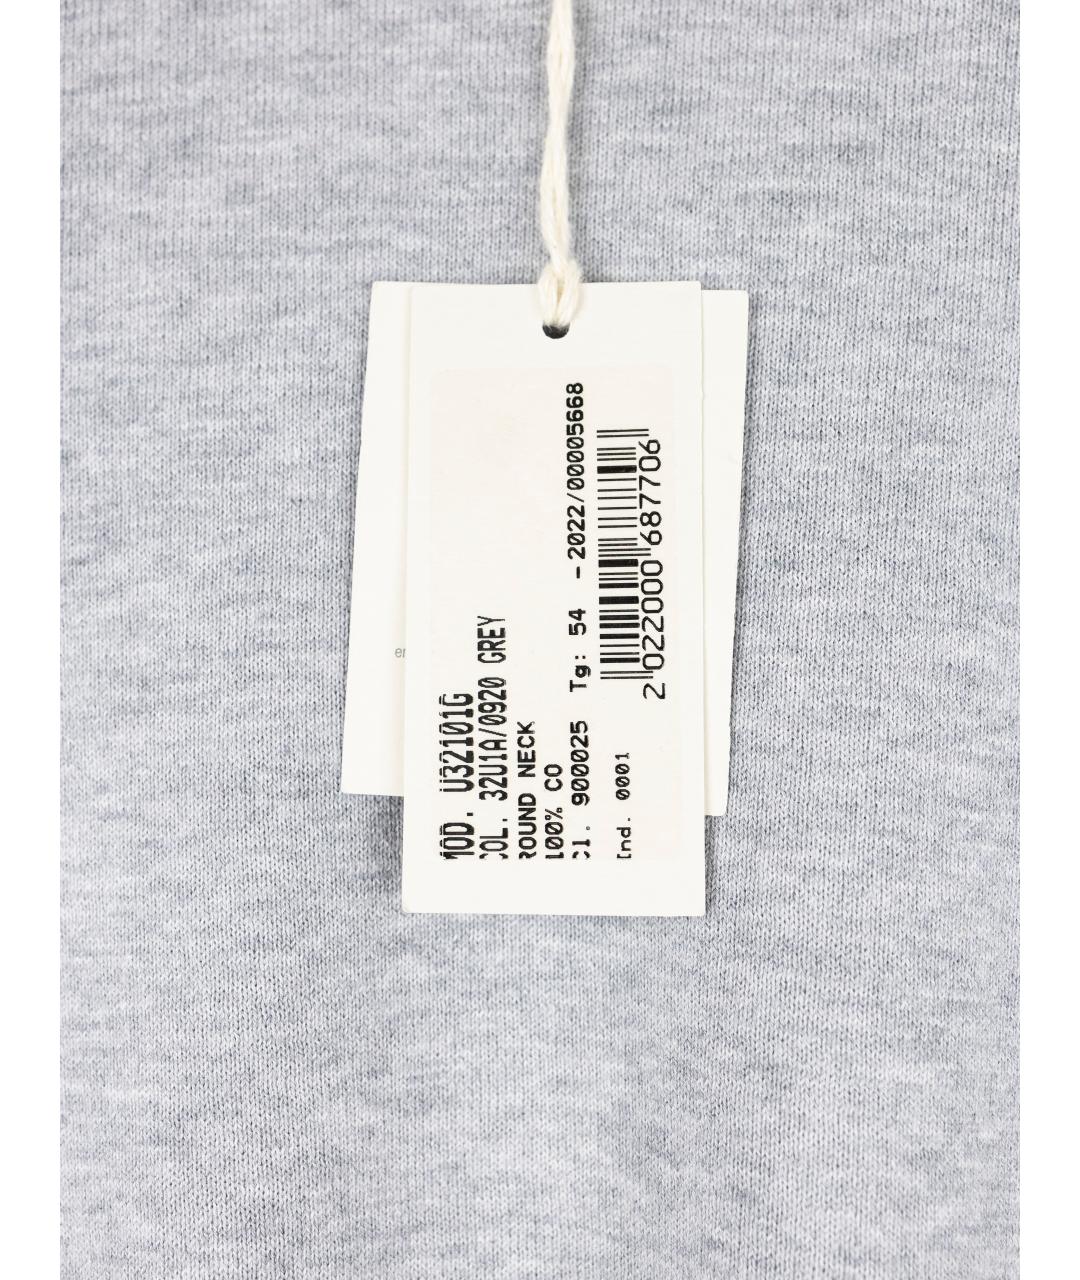 MOD. U32101G
COL. 32U1A/0920 GREY
ROUND NECK
100% CO
Cl. 900025 Tg: 54 -2022/00005668
2 022000 687706
Ind. 0001